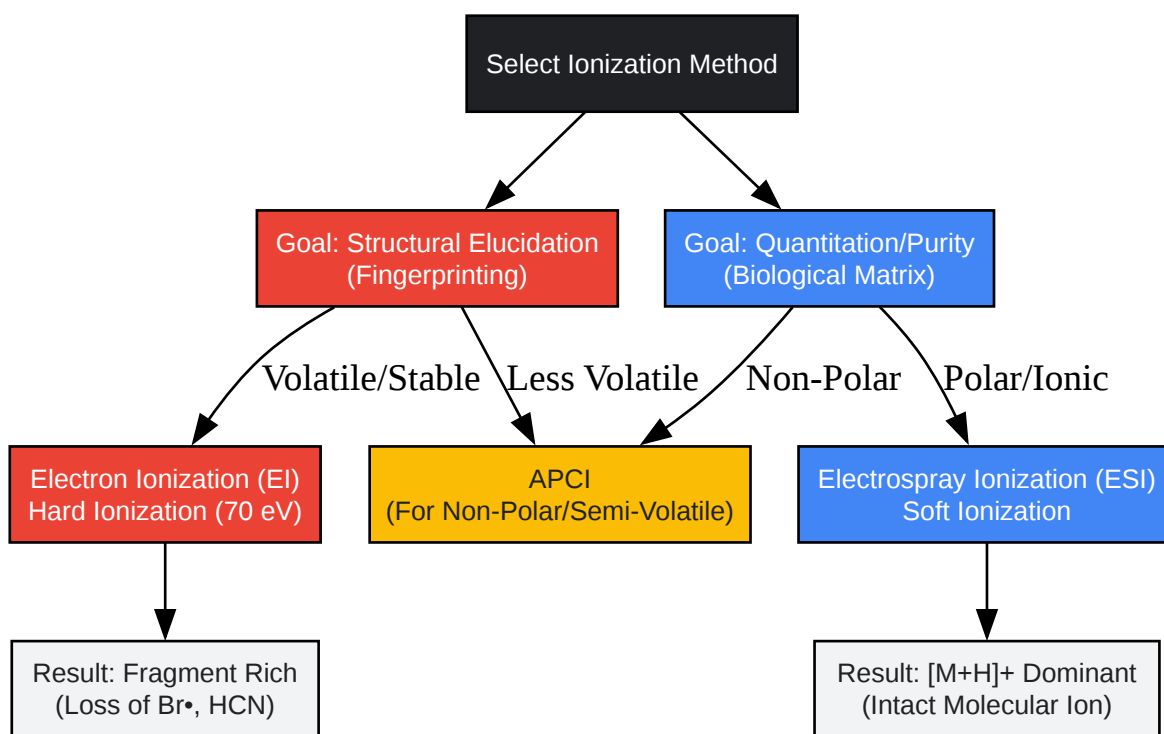 Select Ionization Method
Goal: Structural Elucidation
(Fingerprinting)
Goal: Quantitation/Purity
(Biological Matrix)
Volatile/Stable
Less Volatile
Non-Polar
Polar/Ionic
Electron Ionization (EI)
Hard Ionization (70 eV)
APCI
(For Non-Polar/Semi-Volatile)
Electrospray Ionization (ESI)
Soft Ionization
Result: Fragment Rich
(Loss of Br•, HCN)
Result: [M+H]+ Dominant
(Intact Molecular Ion)